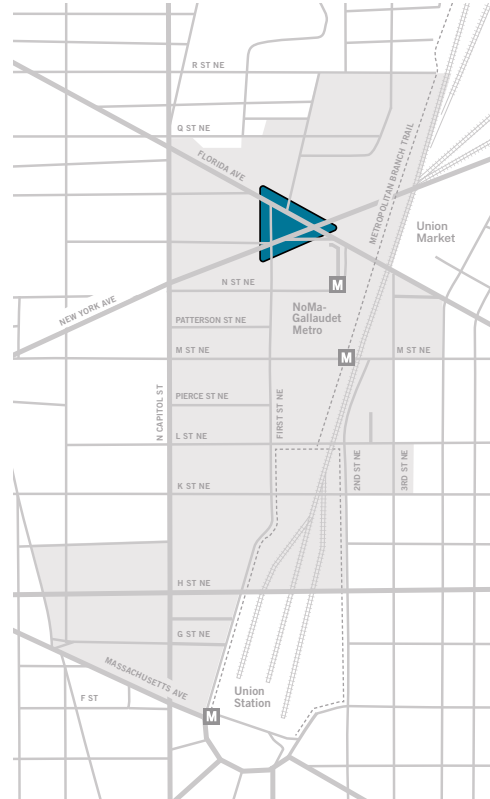 R ST NE
Q ST NE
FLORIDA AVE
METROPOLITAN BRANCH TRAIL
Union
Market
N ST NE
M
NEW YORK AVE
NoMa-
Gallaudet
Metro
PATTERSON ST NE
M ST NE
M
M ST NE
N CAPITOL ST
PIERCE ST NE
FIRST ST NE
L ST NE
2ND ST NE
3RD ST NE
K ST NE
H ST NE
G ST NE
MASSACHUSETTS AVE
F ST
Union
Station
M